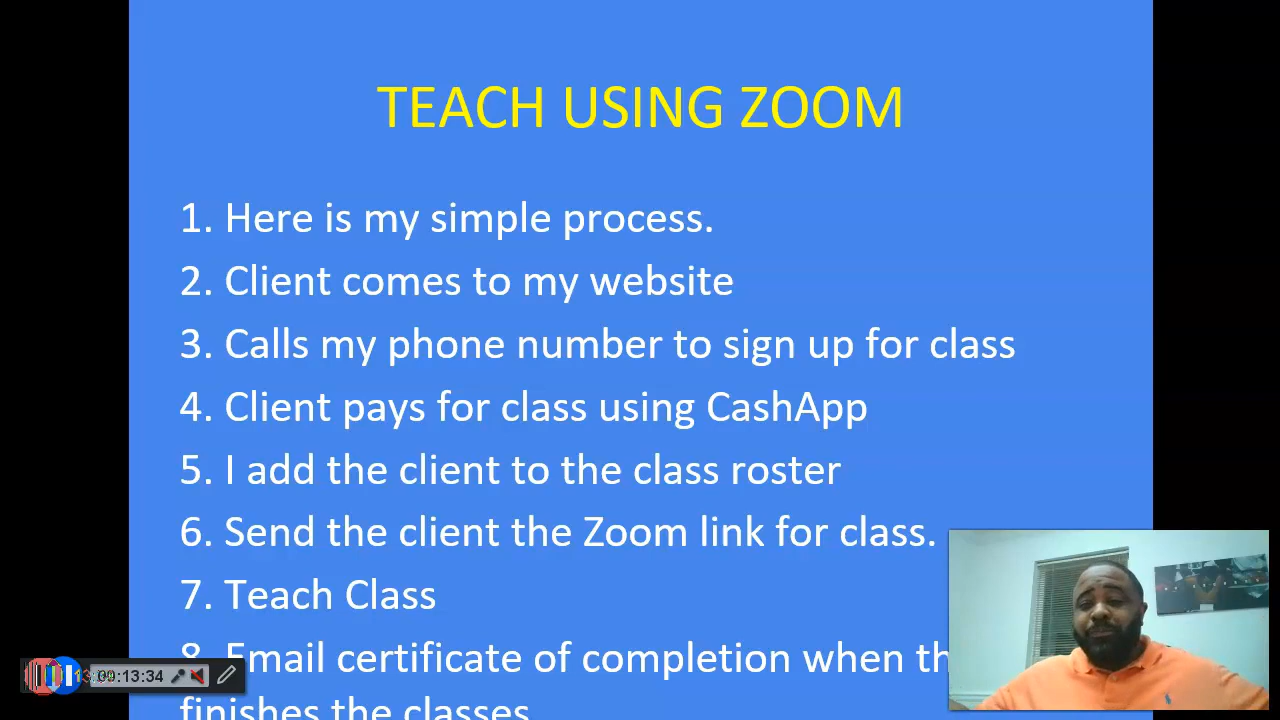 TEACH USING ZOOM
1. Here is my simple process.
2. Client comes to my website
3. Calls my phone number to sign up for class
4. Client pays for class using CashApp
5. I add the client to the class roster
6. Send the client the Zoom link for class.
7. Teach Class
8. Email certificate of completion when
finishes the classes
00:13:34